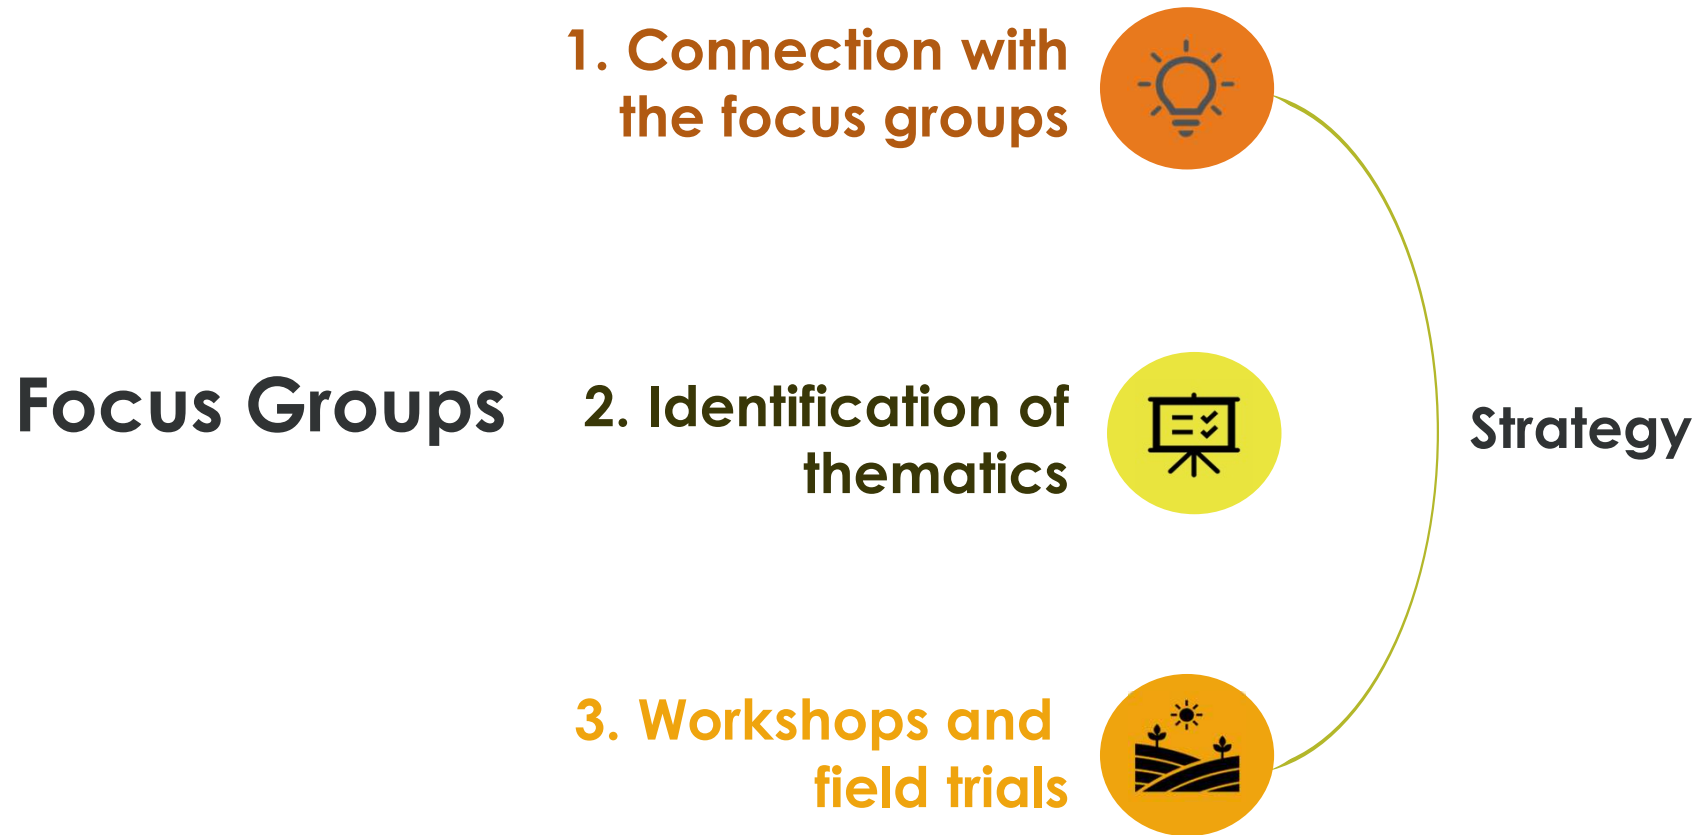 1. Connection with
the focus groups
Focus Groups
2. Identification of
thematics
Strategy
3. Workshops and
field trials